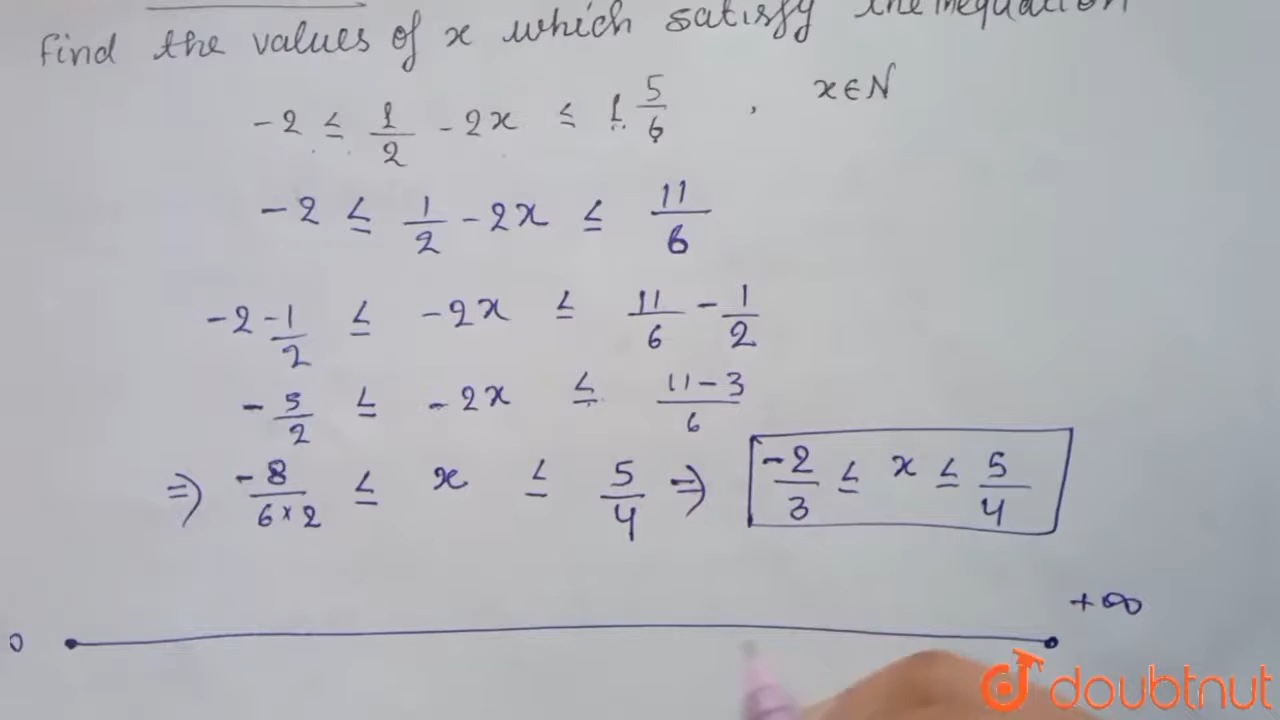 Find the values of x which satisfy the inequation
-2 ≤ 1/2 - 2x ≤ 1 5/6 , x∈N
-2 ≤ 1/2 - 2x ≤ 11/6
-2 - 1/2 ≤ -2x ≤ 11/6 - 1/2
-5/2 ≤ -2x ≤ (11-3)/6
⇒ -8/(6×2) ≤ x ≤ 5/4 ⇒ -2/3 ≤ x ≤ 5/4
+∞
doubtnut